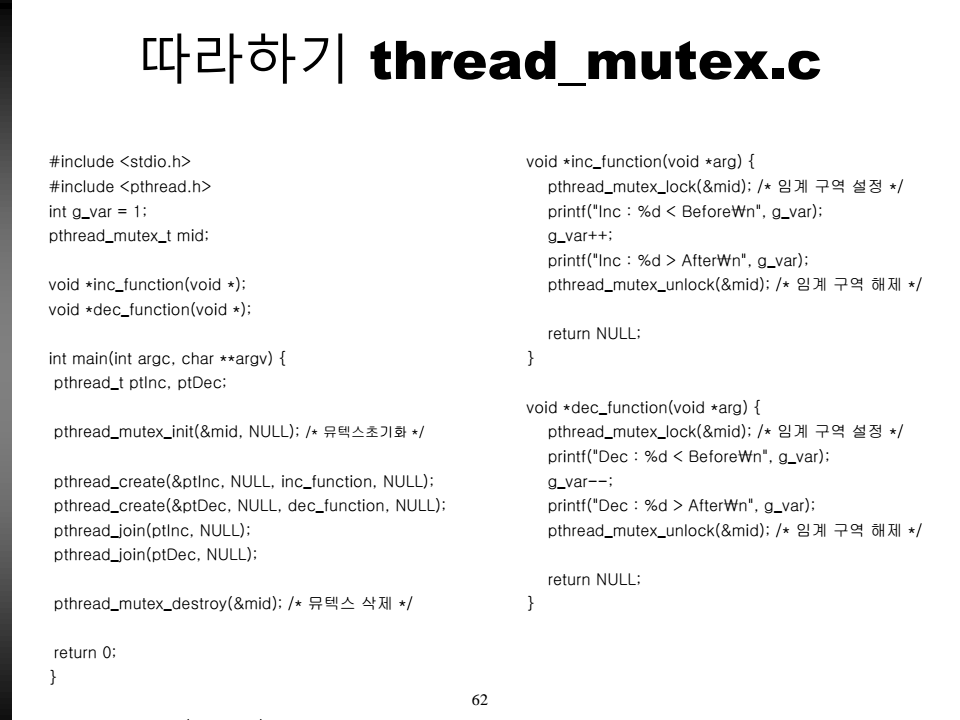 따라하기 thread_mutex.c
#include <stdio.h>
#include <pthread.h>
int g_var = 1;
pthread_mutex_t mid;
void *inc_function(void *);
void *dec_function(void *);
int main(int argc, char **argv) {
pthread_t ptInc, ptDec;
pthread_mutex_init(&mid, NULL); /* 뮤텍스초기화 */
pthread_create(&ptInc, NULL, inc_function, NULL);
pthread_create(&ptDec, NULL, dec_function, NULL);
pthread_join(ptInc, NULL);
pthread_join(ptDec, NULL);
pthread_mutex_destroy(&mid); /* 뮤텍스 삭제 */
return 0;
}
void *inc_function(void *arg) {
pthread_mutex_lock(&mid); /* 임계 구역 설정 */
printf("Inc : %d < Before₩n", g_var);
g_var++;
printf("Inc : %d > After₩n", g_var);
pthread_mutex_unlock(&mid); /* 임계 구역 해제 */
return NULL;
}
void *dec_function(void *arg) {
pthread_mutex_lock(&mid); /* 임계 구역 설정 */
printf("Dec : %d < Before₩n", g_var);
g_var--;
printf("Dec : %d > After₩n", g_var);
pthread_mutex_unlock(&mid); /* 임계 구역 해제 */
return NULL;
}
62